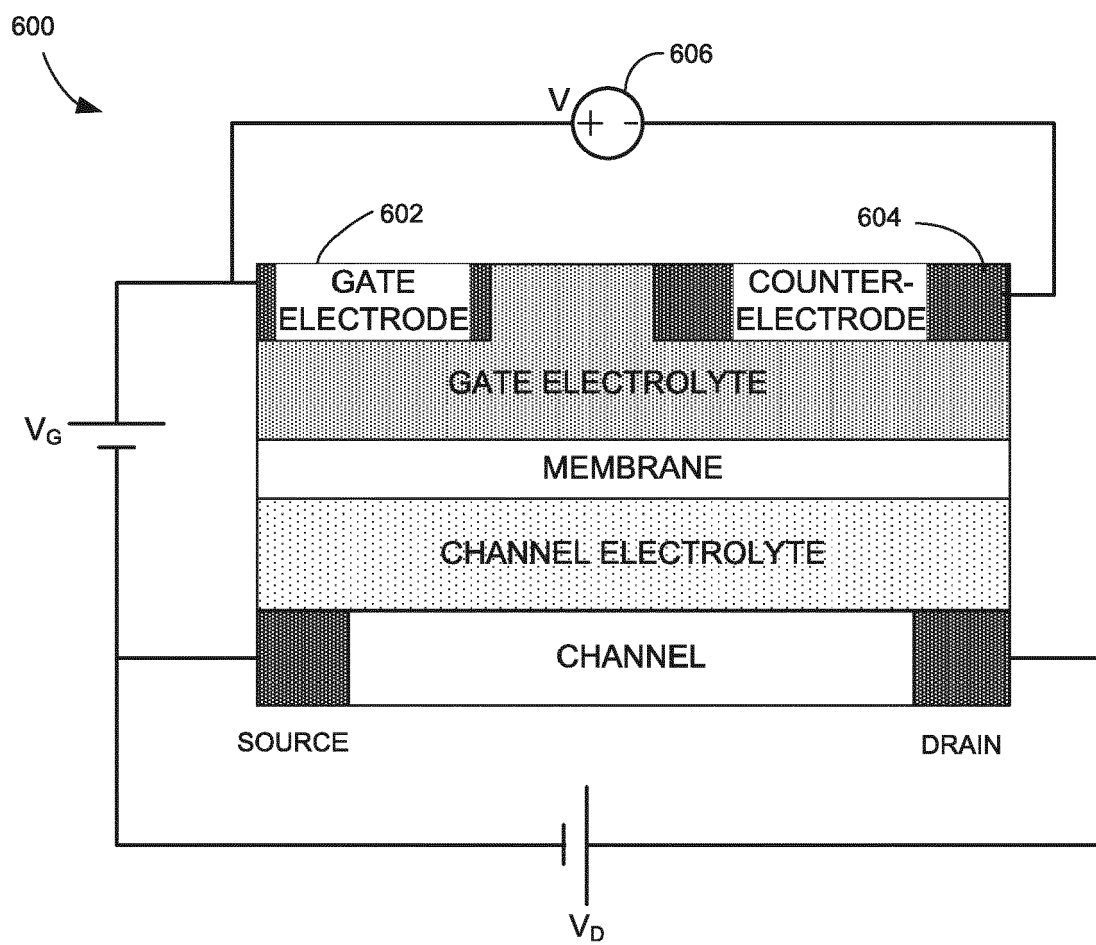 600
606
V
+ -
602
604
GATE
ELECTRODE
COUNTER-
ELECTRODE
GATE ELECTROLYTE
VG
MEMBRANE
CHANNEL ELECTROLYTE
CHANNEL
SOURCE
DRAIN
VD